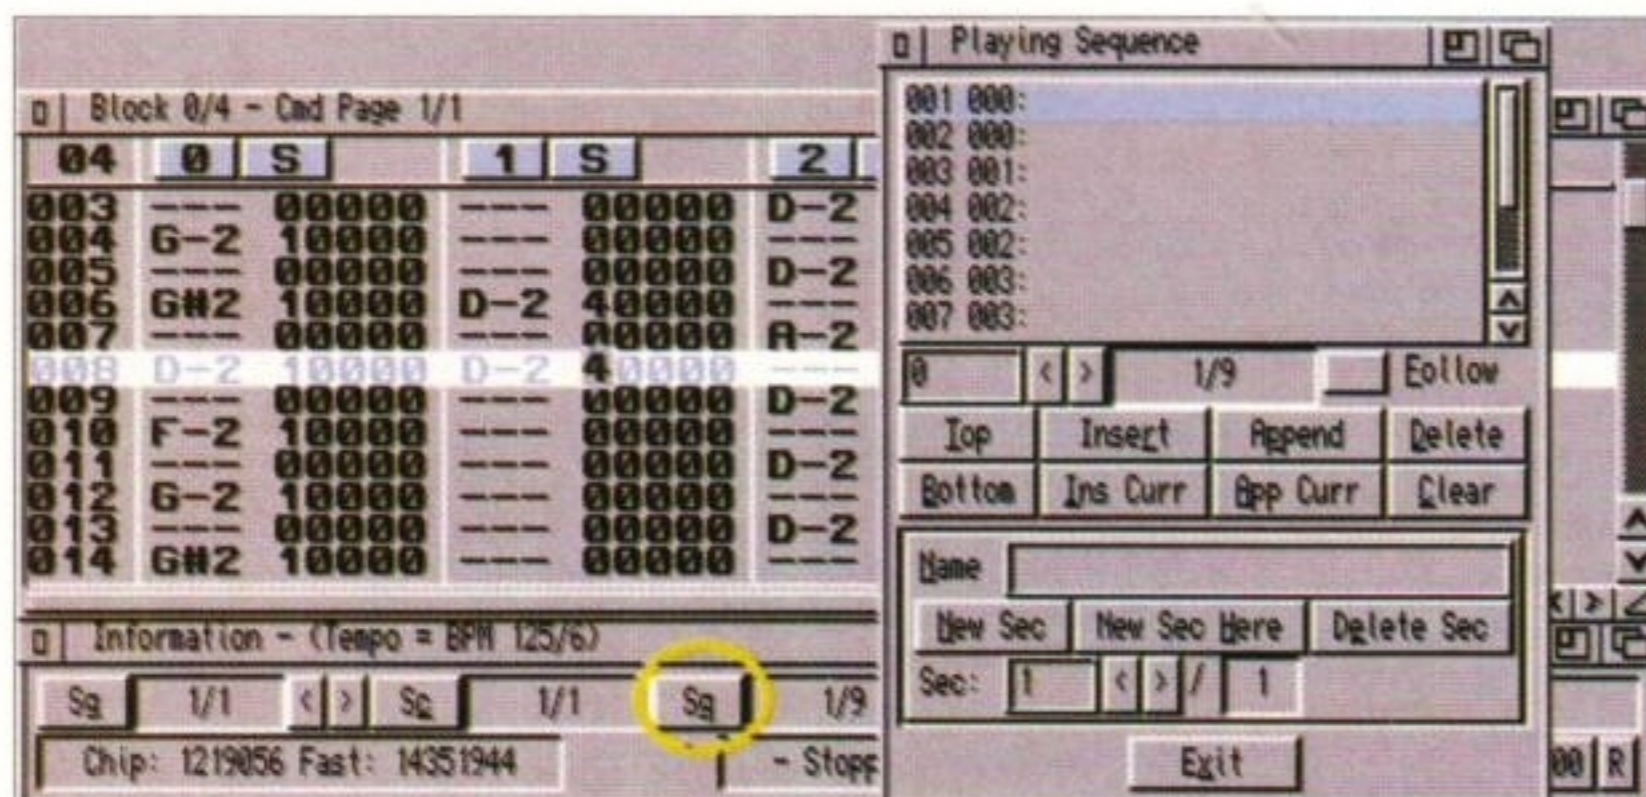 Block 0/4 - Cmd Page 1/1
04 0 S 1 S 2
003 --- 00000 --- 00000 D-2
004 G-2 10000 --- 00000 ---
005 --- 00000 --- 00000 D-2
006 G#2 10000 D-2 40000 ---
007 --- 00000 --- 00000 A-2
008 D-2 10000 D-2 40000 ---
009 --- 00000 --- 00000 D-2
010 F-2 10000 --- 00000 ---
011 --- 00000 --- 00000 D-2
012 G-2 10000 --- 00000 ---
013 --- 00000 --- 00000 D-2
014 G#2 10000 --- 00000 ---
Information - (Tempo = BPM 125/6)
Sg 1/1 < > Sc 1/1 Sq 1/9
Chip: 1219056 Fast: 14351944 - Stopp
Playing Sequence
001 000:
002 000:
003 001:
004 002:
005 002:
006 003:
007 003:
0 < > 1/9 Follow
Top Insert Append Delete
Bottom Ins Curr App Curr Clear
Name
New Sec New Sec Here Delete Sec
Sec: 1 < > / 1
Exit
00 R